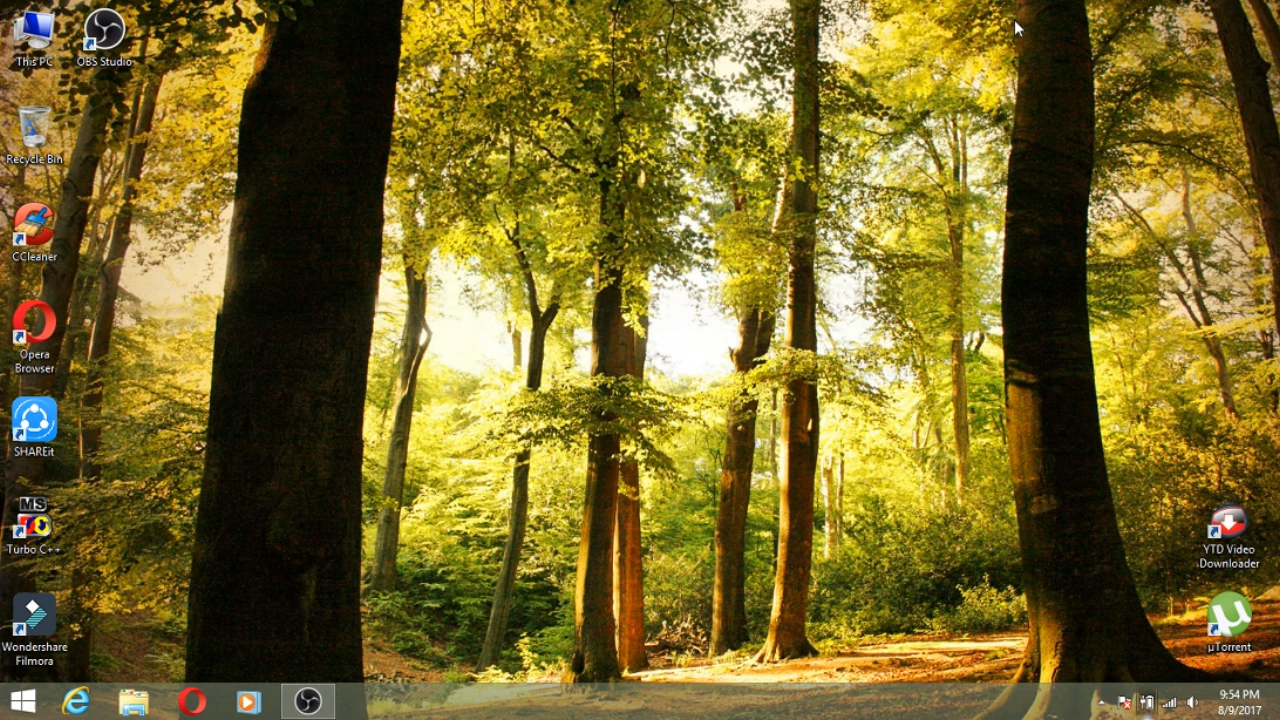 This PC
OBS Studio
Recycle Bin
CCleaner
Opera
Browser
SHAREit
MS
Turbo C++
Wondershare
Filmora
YTD Video
Downloader
µTorrent
9:54 PM
8/9/2017